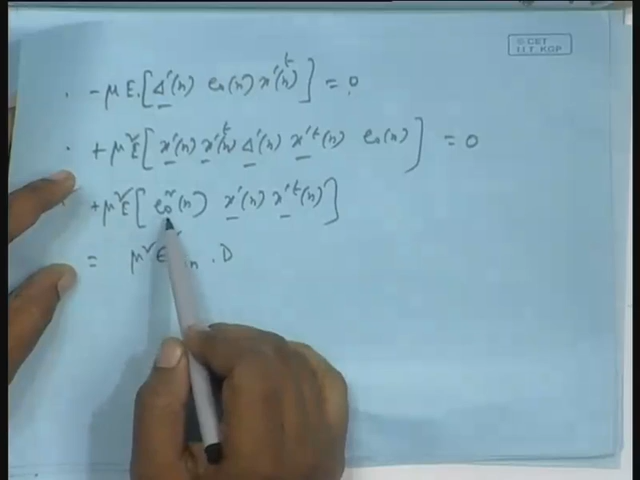 © CET
I.I.T. KGP
- μ E[Δ'(n) e₀(n) x'ᵗ(n)] = 0
+ μ² E[x'(n) x'ᵗ(n) Δ'(n) x'ᵗ(n) e₀(n)] = 0
+ μ² E[e₀²(n) x'(n) x'ᵗ(n)]
= μ² ϵ . D